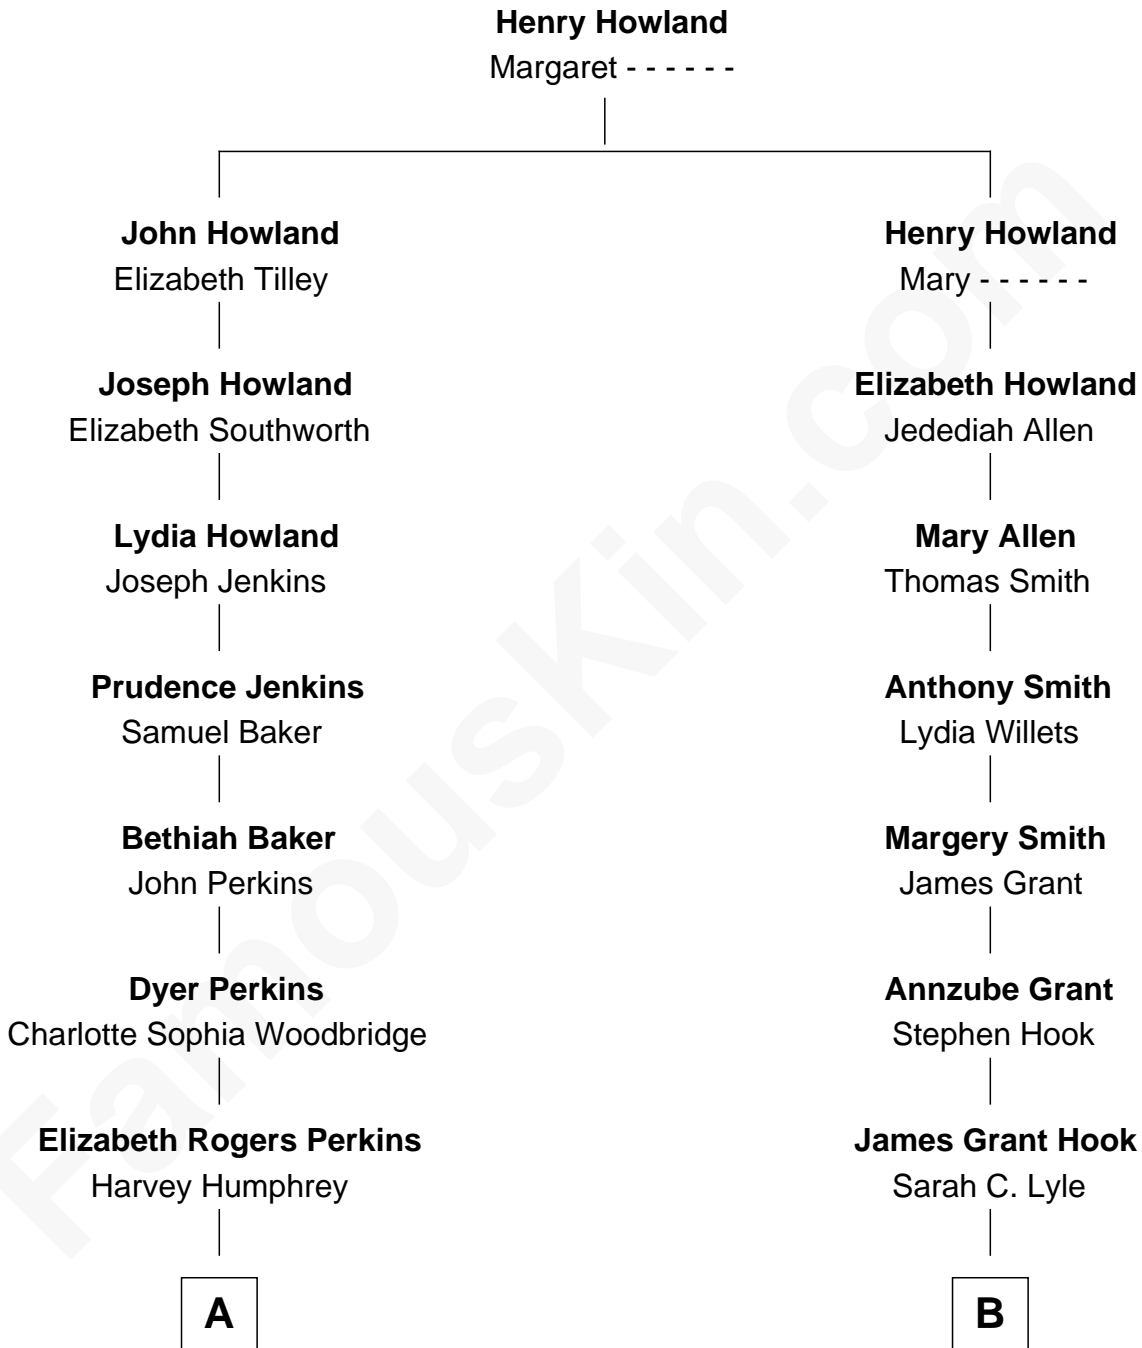 Henry Howland
Margaret - - - - - -
John Howland
Elizabeth Tilley
Henry Howland
Mary - - - - - -
Joseph Howland
Elizabeth Southworth
Elizabeth Howland
Jedediah Allen
Lydia Howland
Joseph Jenkins
Mary Allen
Thomas Smith
Prudence Jenkins
Samuel Baker
Anthony Smith
Lydia Willets
Bethiah Baker
John Perkins
Margery Smith
James Grant
Dyer Perkins
Charlotte Sophia Woodbridge
Annzube Grant
Stephen Hook
Elizabeth Rogers Perkins
Harvey Humphrey
James Grant Hook
Sarah C. Lyle
A
B
FamousKin.com